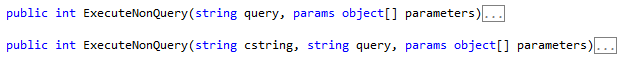 public int ExecuteNonQuery(string query, params object[] parameters)...
public int ExecuteNonQuery(string cstring, string query, params object[] parameters)...